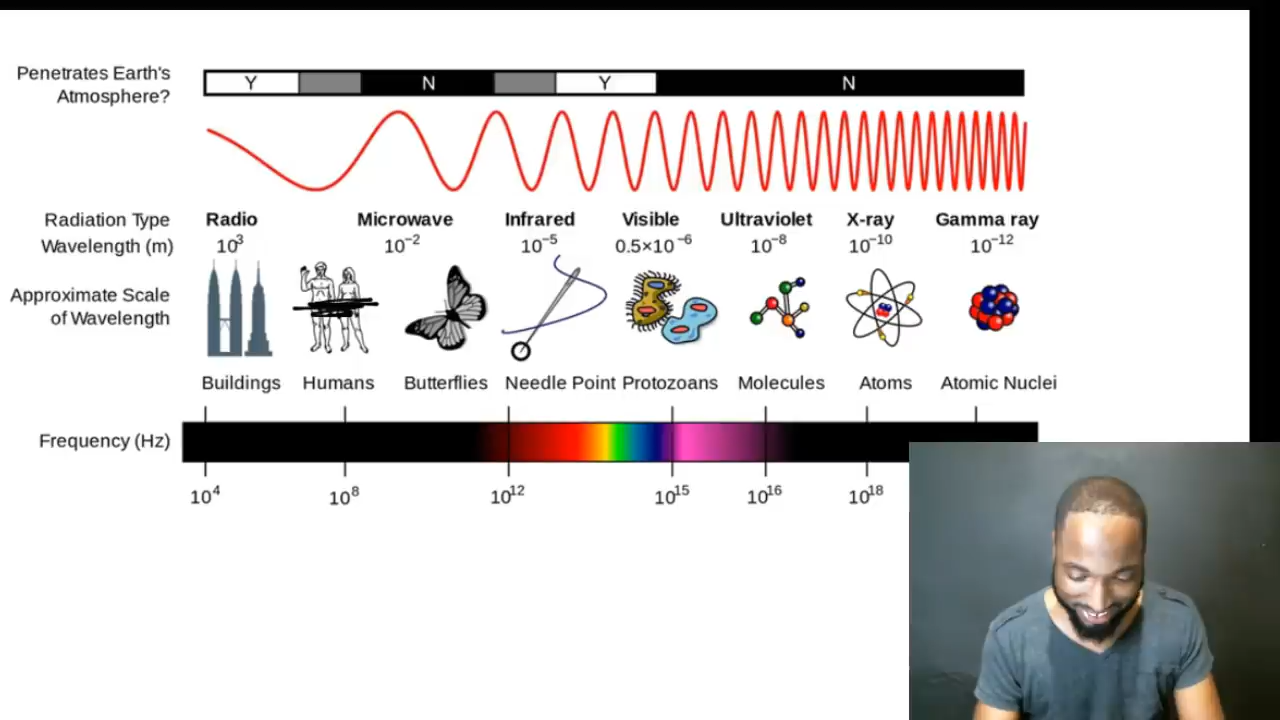 Penetrates Earth's
Atmosphere?
Y N Y N
Radiation Type Radio Microwave Infrared Visible Ultraviolet X-ray Gamma ray
Wavelength (m) 10³ 10⁻² 10⁻⁵ 0.5×10⁻⁶ 10⁻⁸ 10⁻¹⁰ 10⁻¹²
Approximate Scale
of Wavelength
Buildings Humans Butterflies Needle Point Protozoans Molecules Atoms Atomic Nuclei
Frequency (Hz)
10⁴ 10⁸ 10¹² 10¹⁵ 10¹⁶ 10¹⁸